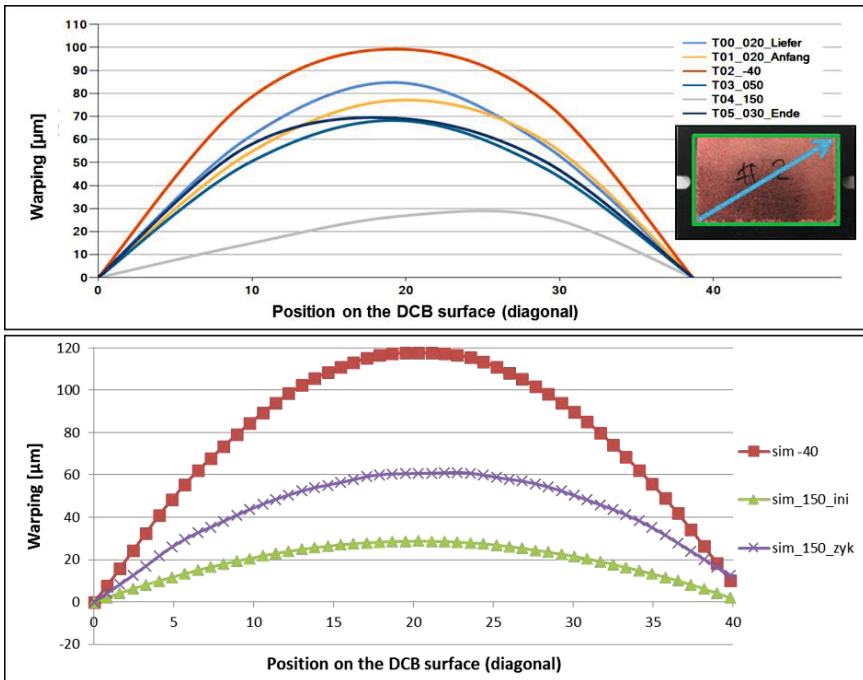 110
100
90
80
70
60
50
40
30
20
10
0
Warping [µm]
0 10 20 30 40
Position on the DCB surface (diagonal)
T00_020_Liefer
T01_020_Anfang
T02_-40
T03_050
T04_150
T05_030_Ende
# 2
120
100
80
60
40
20
0
-20
Warping [µm]
0 5 10 15 20 25 30 35 40
Position on the DCB surface (diagonal)
sim -40
sim_150_ini
sim_150_zyk